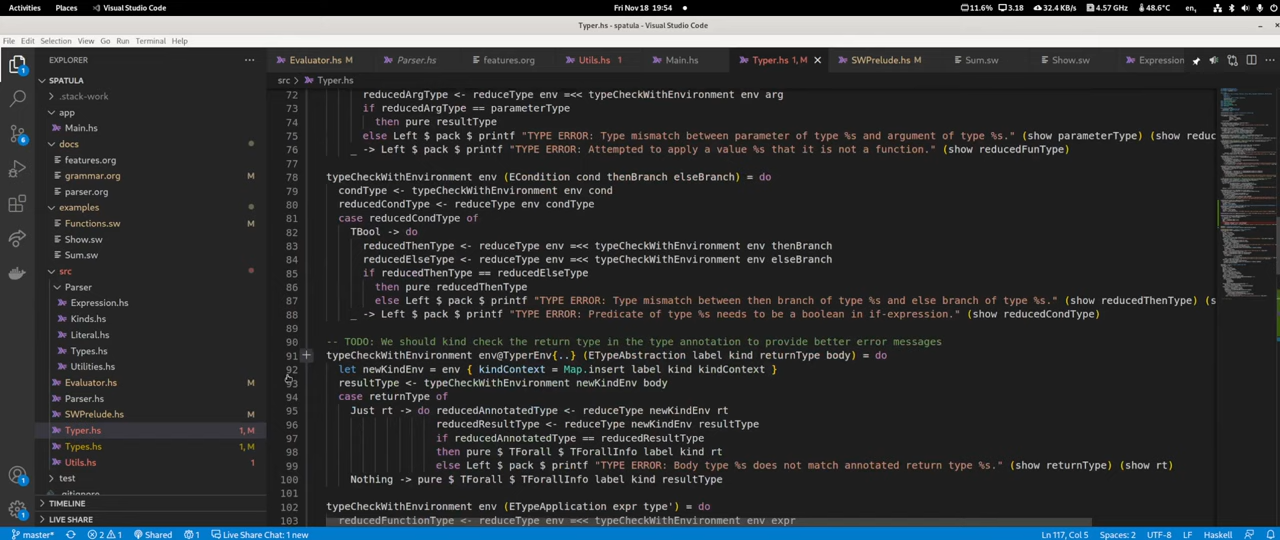 Activities Places Visual Studio Code Fri Nov 18 19:54 11.6% 3.18 32.4 KB/s 4.57 GHz 48.6°C en₁
Typer.hs - spatula - Visual Studio Code
File Edit Selection View Go Run Terminal Help
EXPLORER
Evaluator.hs M Parser.hs features.org Utils.hs 1 Main.hs Typer.hs 1, M SWPrelude.hs M Sum.sw Show.sw Expression
src > Typer.hs
SPATULA
.stack-work
app
Main.hs
docs
features.org
grammar.org M
parser.org
examples
Functions.sw M
Show.sw
Sum.sw
src
Parser
Expression.hs
Kinds.hs
Literal.hs
Types.hs
Utilities.hs
Evaluator.hs M
Parser.hs
SWPrelude.hs M
Typer.hs 1, M
Types.hs 1, M
Utils.hs 1
test
.gitignore
TIMELINE
LIVE SHARE
72 reducedArgType <- reduceType env =<< typeCheckWithEnvironment env arg
73 if reducedArgType == parameterType
74 then pure resultType
75 else Left $ pack $ printf "TYPE ERROR: Type mismatch between parameter of type %s and argument of type %s." (show parameterType) (show reduc
76 _ -> Left $ pack $ printf "TYPE ERROR: Attempted to apply a value %s that it is not a function." (show reducedFunType)
77
78 typeCheckWithEnvironment env (ECondition cond thenBranch elseBranch) = do
79 condType <- typeCheckWithEnvironment env cond
80 reducedCondType <- reduceType env condType
81 case reducedCondType of
82 TBool -> do
83 reducedThenType <- reduceType env =<< typeCheckWithEnvironment env thenBranch
84 reducedElseType <- reduceType env =<< typeCheckWithEnvironment env elseBranch
85 if reducedThenType == reducedElseType
86 then pure reducedThenType
87 else Left $ pack $ printf "TYPE ERROR: Type mismatch between then branch of type %s and else branch of type %s." (show reducedThenType) (s
88 _ -> Left $ pack $ printf "TYPE ERROR: Predicate of type %s needs to be a boolean in if-expression." (show reducedCondType)
89
90 -- TODO: We should kind check the return type in the type annotation to provide better error messages
91 typeCheckWithEnvironment env@TyperEnv{..} (ETypeAbstraction label kind returnType body) = do
92 let newKindEnv = env { kindContext = Map.insert label kind kindContext }
93 resultType <- typeCheckWithEnvironment newKindEnv body
94 case returnType of
95 Just rt -> do reducedAnnotatedType <- reduceType newKindEnv rt
96 reducedResultType <- reduceType newKindEnv resultType
97 if reducedAnnotatedType == reducedResultType
98 then pure $ TForall $ TForallInfo label kind rt
99 else Left $ pack $ printf "TYPE ERROR: Body type %s does not match annotated return type %s." (show returnType) (show rt)
100 Nothing -> pure $ TForall $ TForallInfo label kind resultType
101
102 typeCheckWithEnvironment env (ETypeApplication expr type') = do
103 reducedFunctionType <- reduceType env =<< typeCheckWithEnvironment env expr
master* 2 1 Shared 1 Live Share Chat: 1 new Ln 117, Col 5 Spaces: 2 UTF-8 LF Haskell